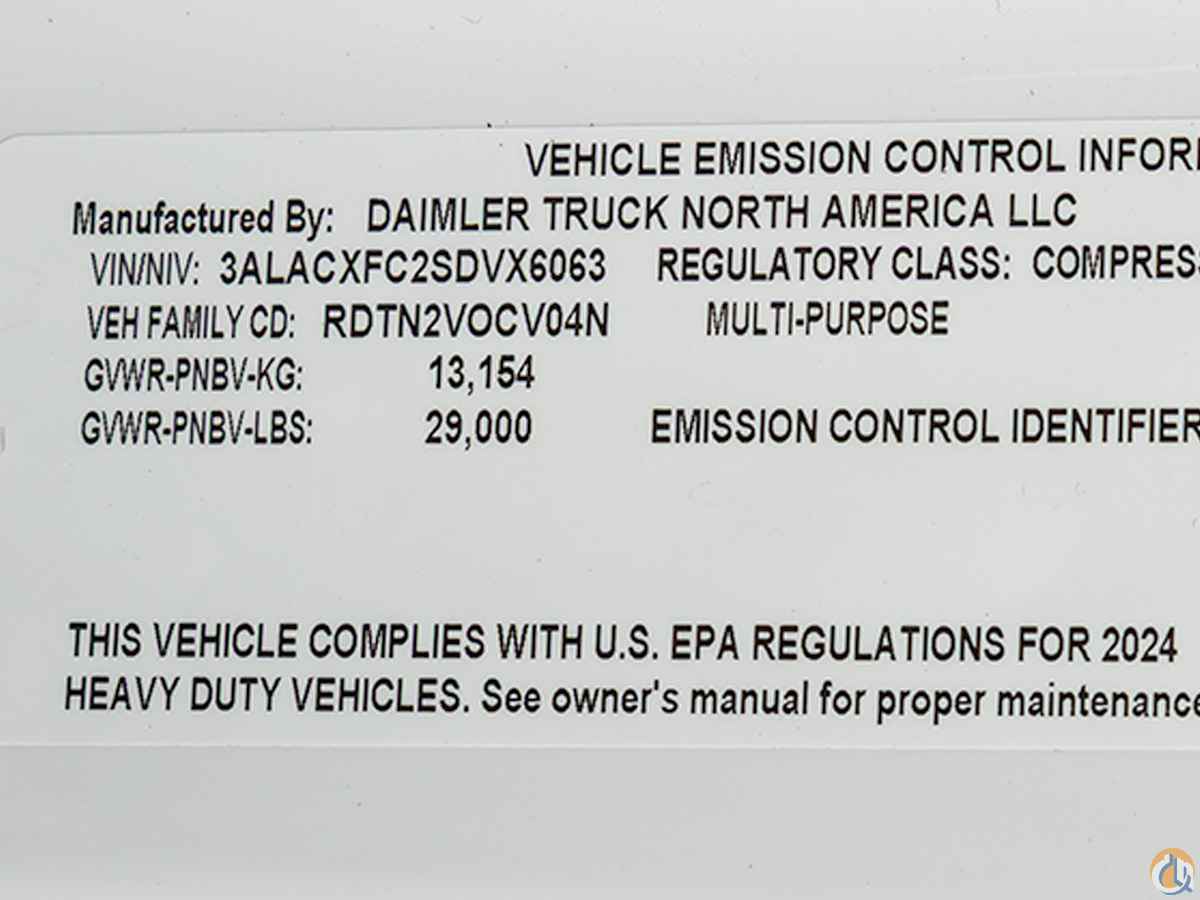 VEHICLE EMISSION CONTROL INFOR
Manufactured By: DAIMLER TRUCK NORTH AMERICA LLC
VIN/NIV: 3ALACXFC2SDVX6063 REGULATORY CLASS: COMPRESS
VEH FAMILY CD: RDTN2VOCV04N MULTI-PURPOSE
GVWR-PNBV-KG: 13,154
GVWR-PNBV-LBS: 29,000 EMISSION CONTROL IDENTIFIER
THIS VEHICLE COMPLIES WITH U.S. EPA REGULATIONS FOR 2024
HEAVY DUTY VEHICLES. See owner's manual for proper maintenance